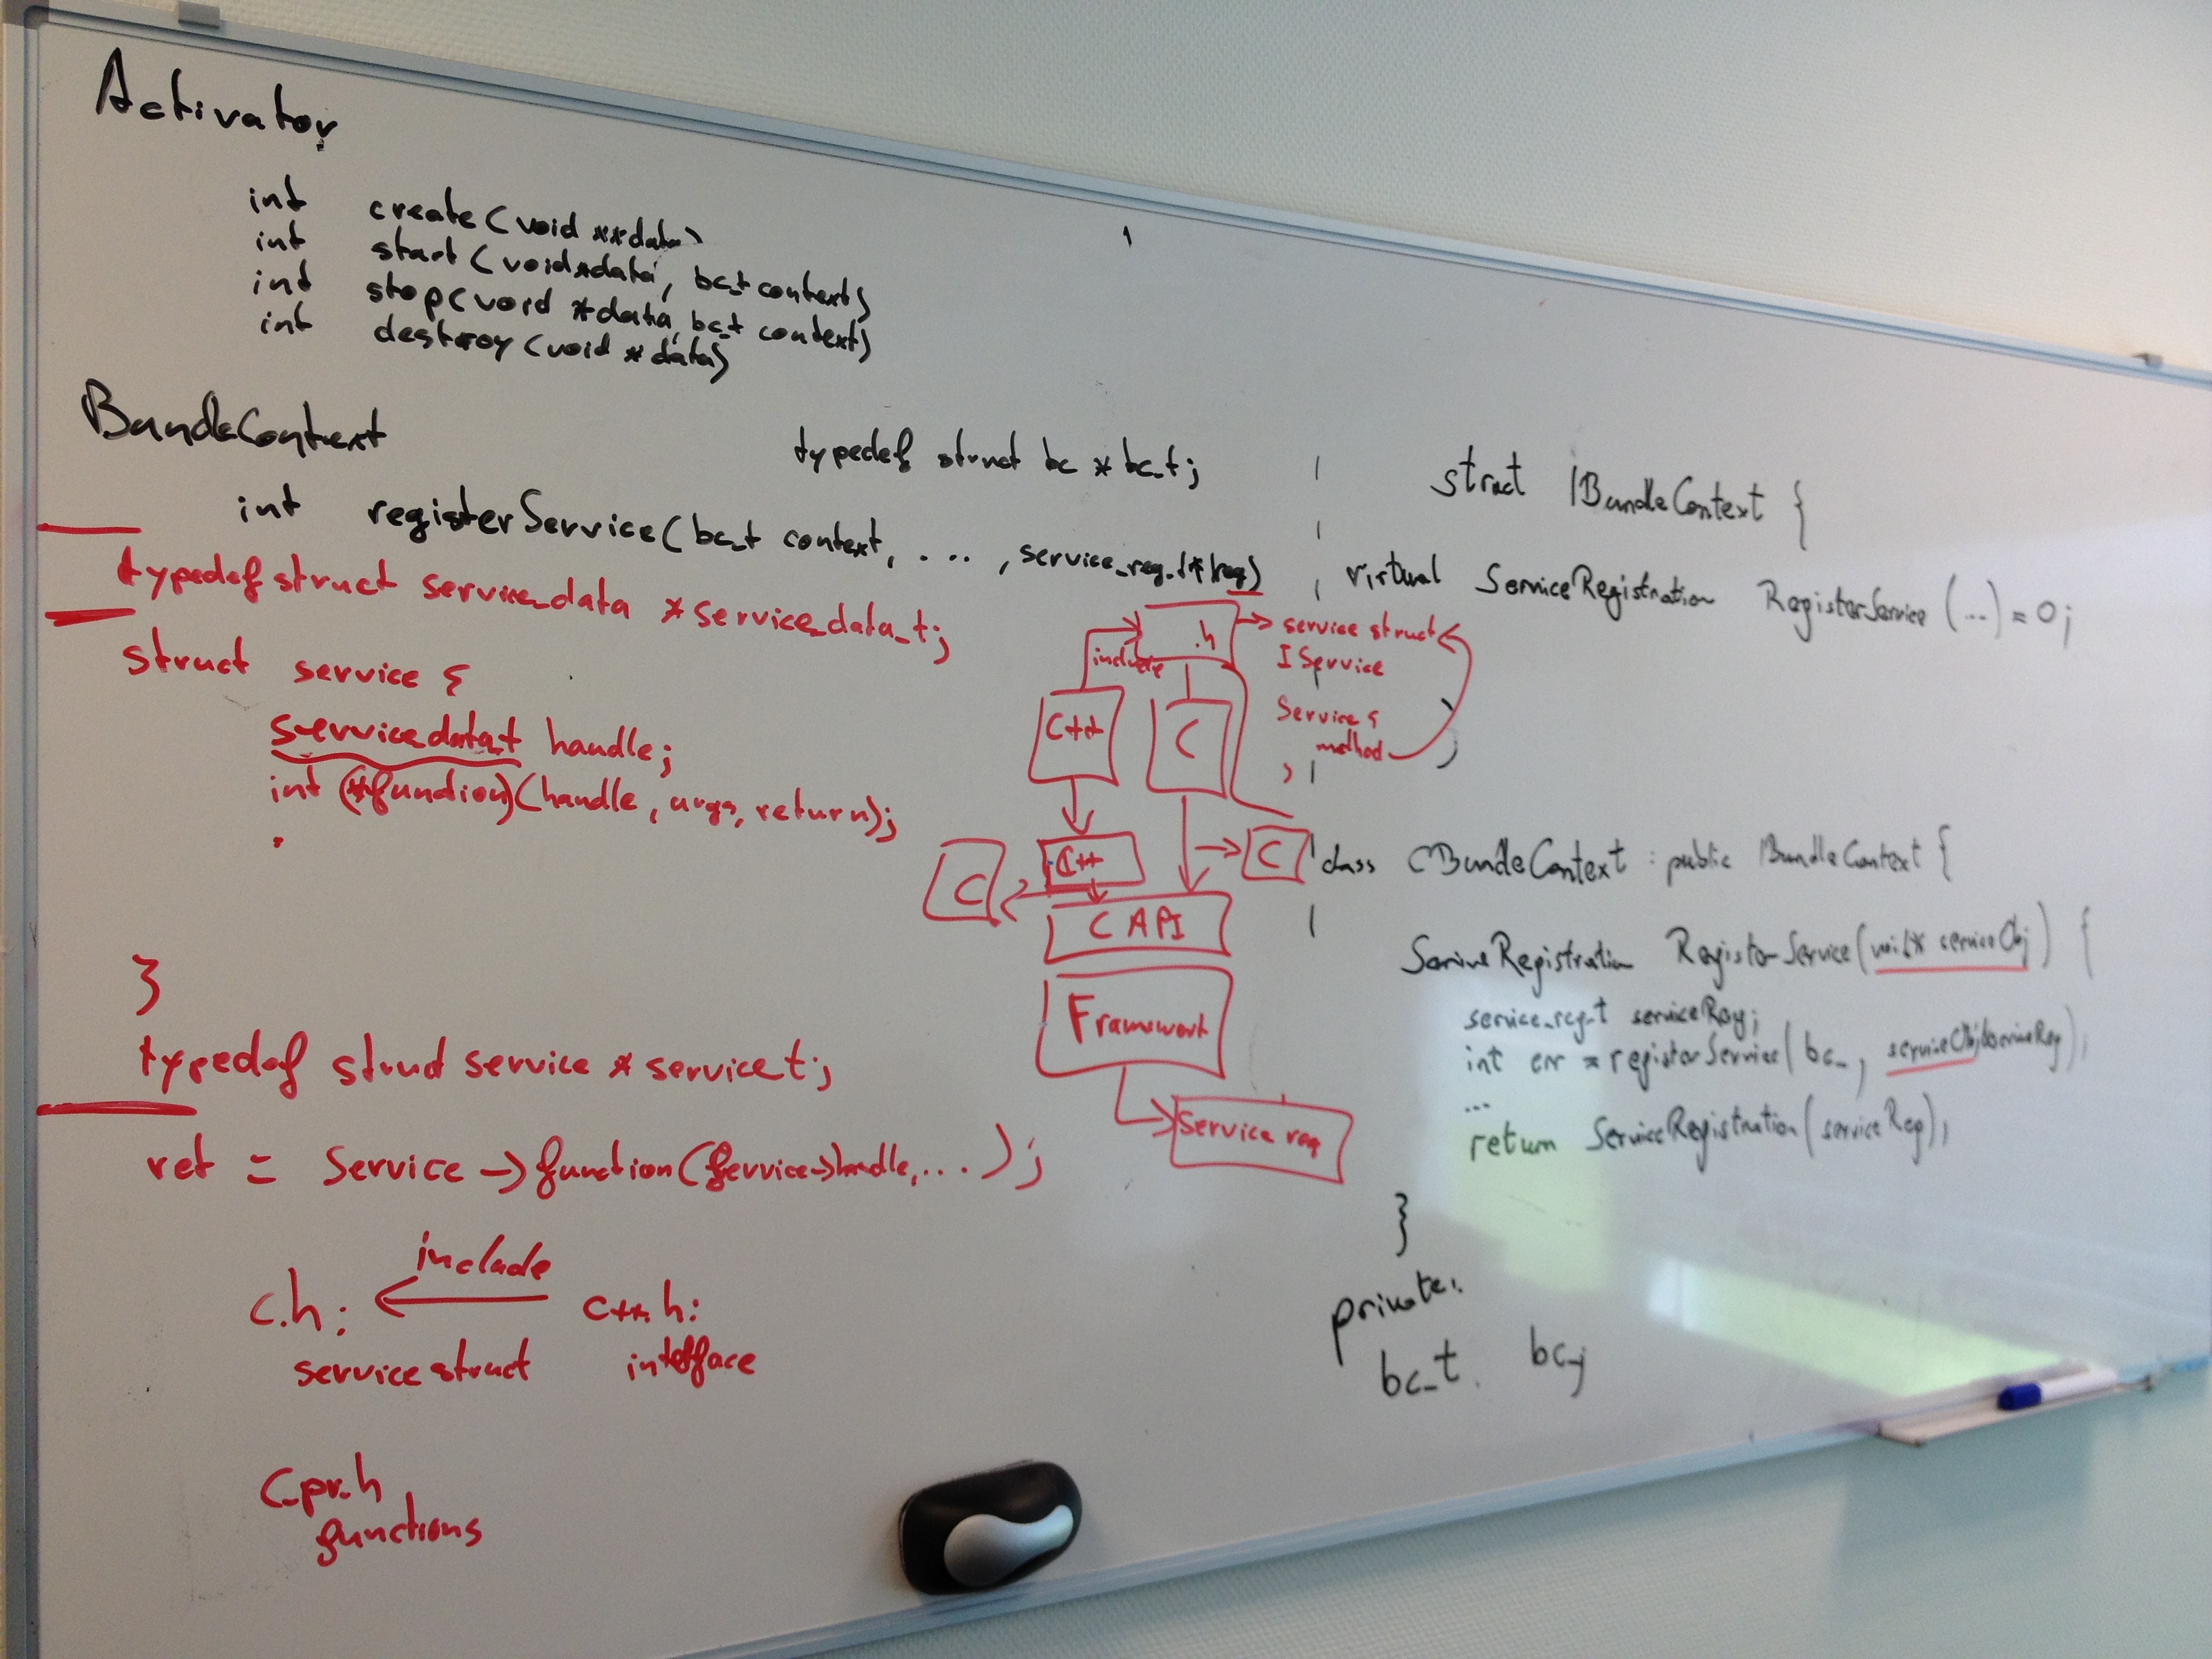 Activator
int create(void **data)
int start(void *data, bc_t context)
int stop(void *data, bc_t context)
int destroy(void *data)
BundleContext
typedef struct bc *bc_t;
int registerService(bc_t context, ... , service_reg_t *reg)
typedef struct service_data *service_data_t;
struct service {
service_data_t handle;
int (*function)(handle, args, return);
}
typedef struct service *service_t;
ret = Service->function(service->handle, ...);
include
c.h: c++.h:
service struct interface
C_pr.h
functions
.h
include
service struct
IService
Service {
method
}
C++
C
C++
C
C
C API
Framework
Service reg
struct IBundleContext {
virtual ServiceRegistration RegisterService (...) = 0;
};
class CBundleContext : public IBundleContext {
ServiceRegistration RegisterService(void* serviceObj) {
service_reg_t serviceReg;
int err = registerService(bc_, serviceObj, &serviceReg);
...
return ServiceRegistration(serviceReg);
}
private:
bc_t bc_;